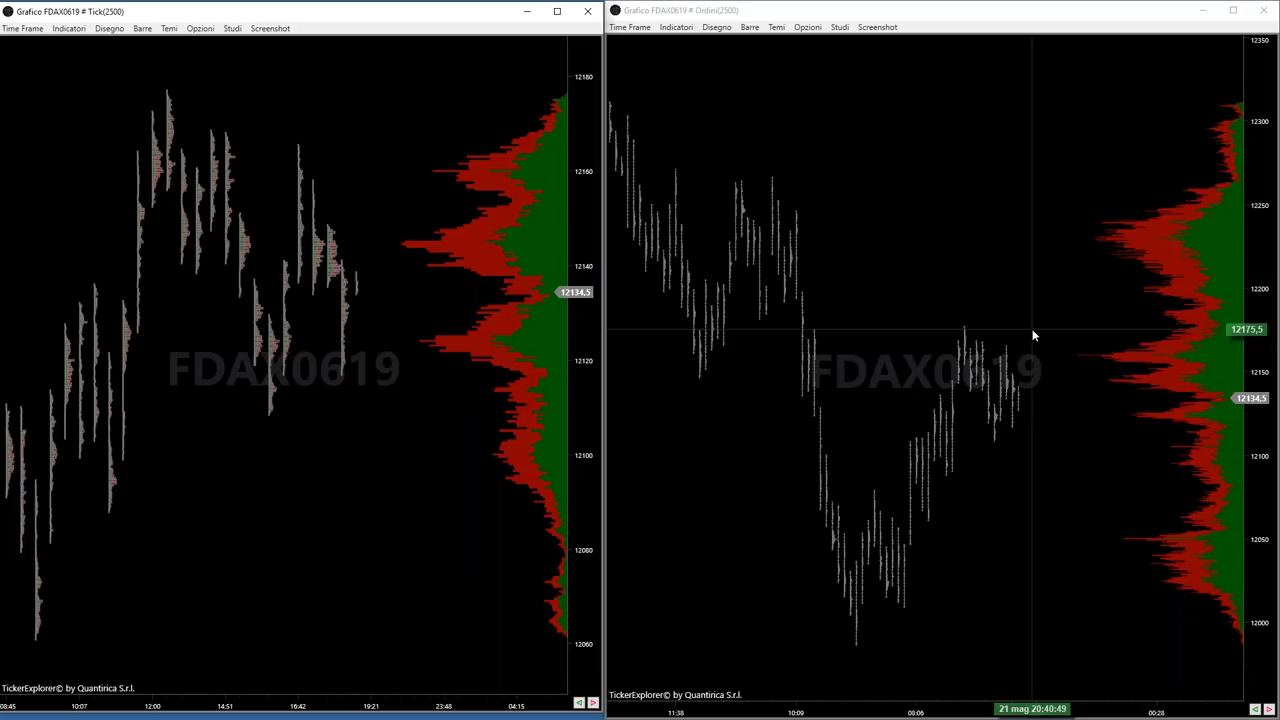 Grafico FDAX0619 # Tick(2500)
Time Frame Indicatori Disegno Barre Temi Opzioni Studi Screenshot
12180
12160
12140
12134,5
12120
12100
12080
12060
FDAX0619
TickerExplorer© by Quantirica S.r.l.
08:45 10:07 12:00 14:51 16:42 19:21 23:48 04:15
Grafico FDAX0619 # Ordini(2500)
Time Frame Indicatori Disegno Barre Temi Opzioni Studi Screenshot
12350
12300
12250
12200
12175,5
12150
12134,5
12100
12050
12000
FDAX0619
TickerExplorer© by Quantirica S.r.l.
11:38 10:09 08:06 21 mag 20:40:49 00:28